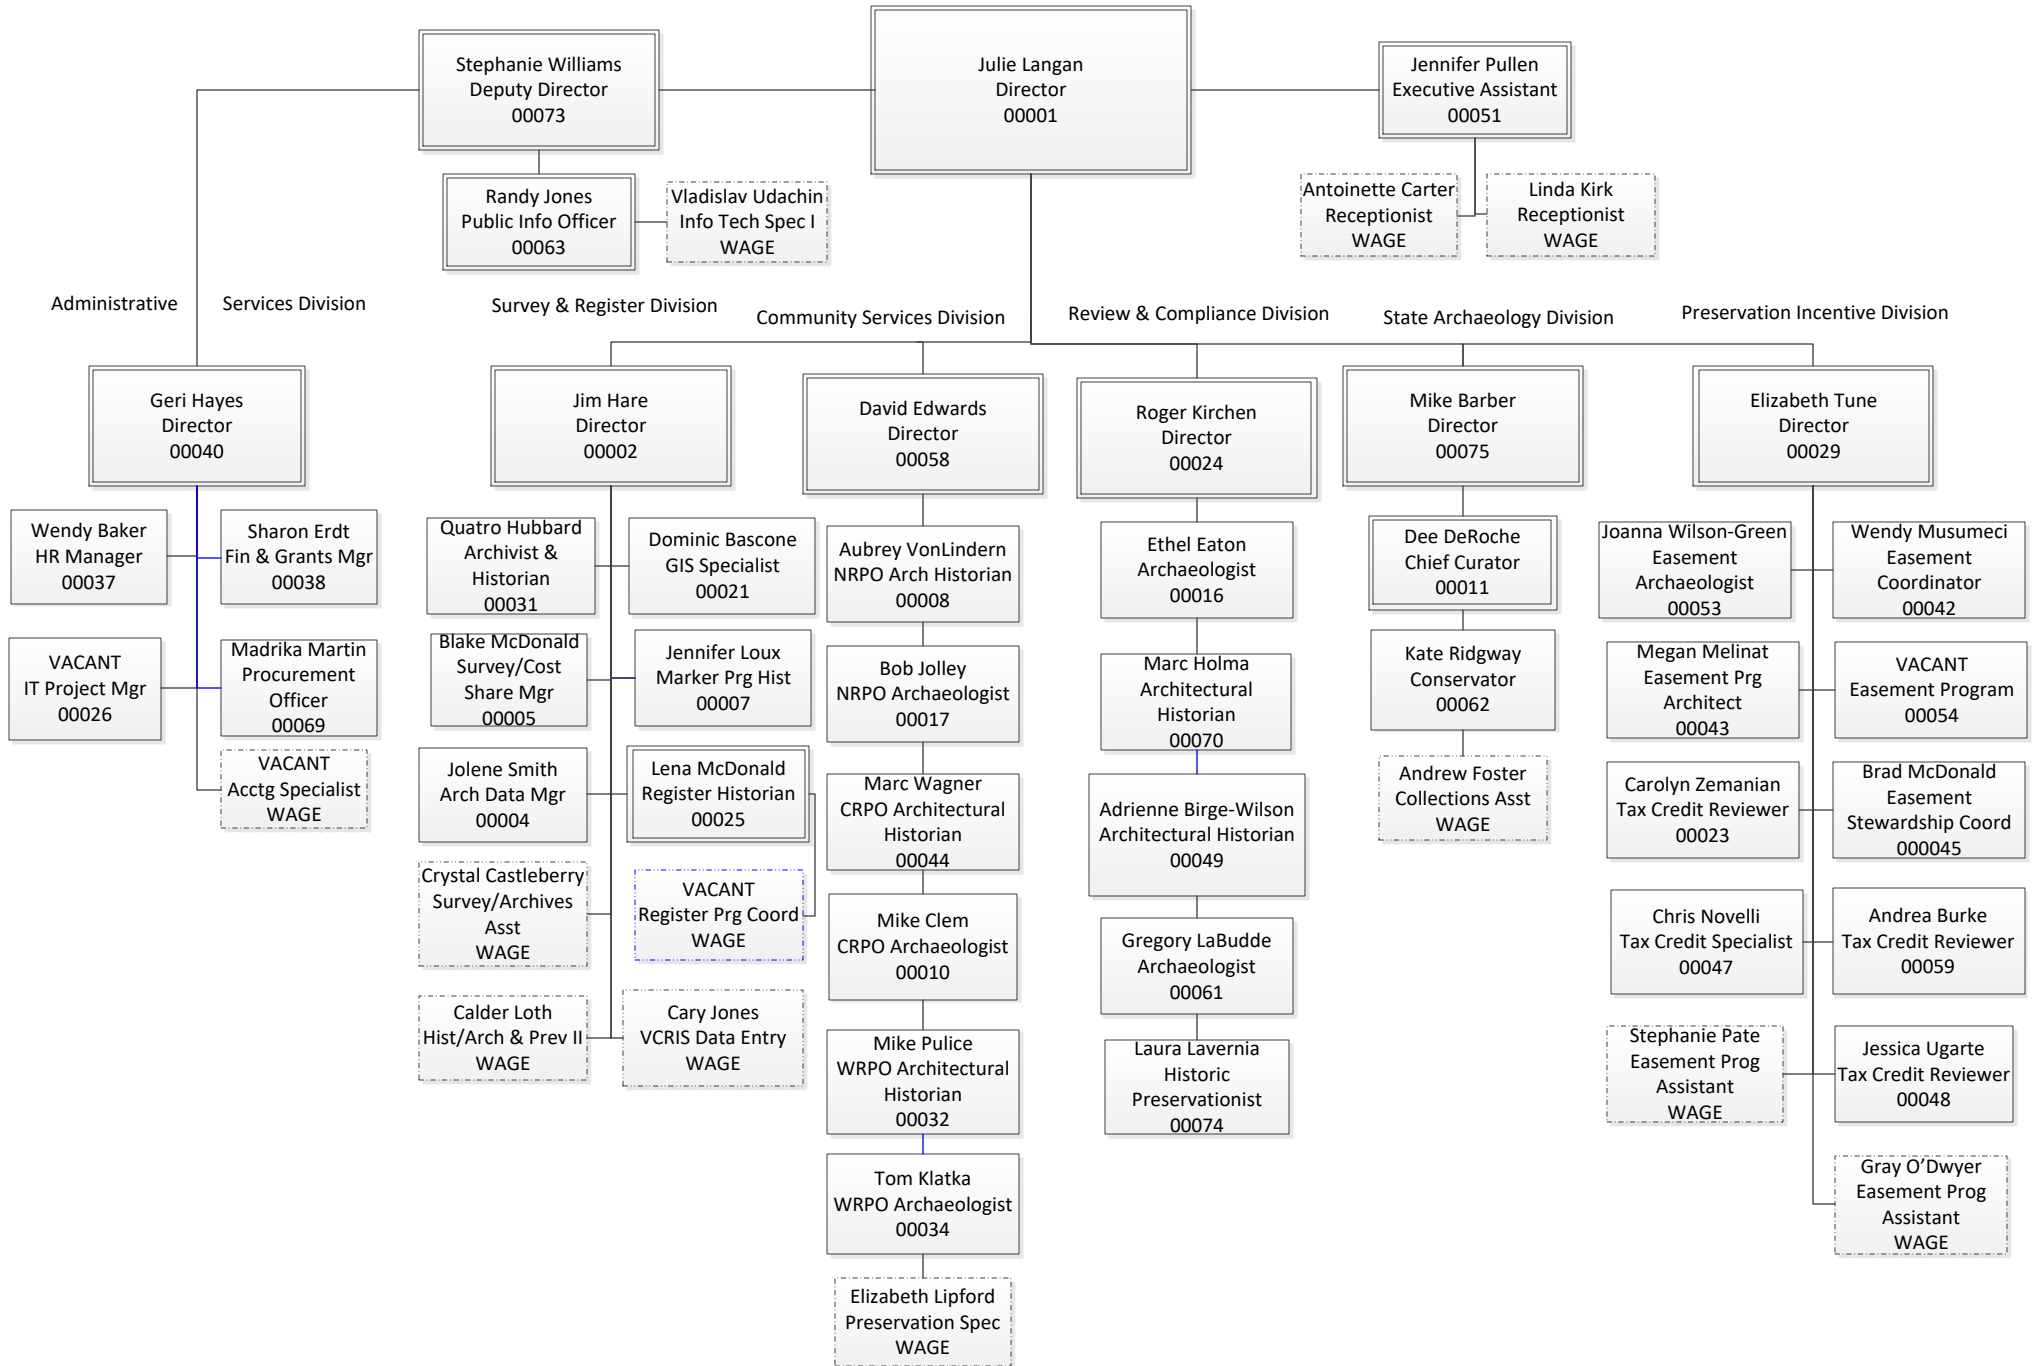 Stephanie Williams
Deputy Director
00073
Julie Langan
Director
00001
Jennifer Pullen
Executive Assistant
00051
Randy Jones
Public Info Officer
00063
Vladislav Udachin
Info Tech Spec I
WAGE
Antoinette Carter
Receptionist
WAGE
Linda Kirk
Receptionist
WAGE
Administrative Services Division
Geri Hayes
Director
00040
Wendy Baker
HR Manager
00037
Sharon Erdt
Fin & Grants Mgr
00038
VACANT
IT Project Mgr
00026
Madrika Martin
Procurement
Officer
00069
VACANT
Acctg Specialist
WAGE
Survey & Register Division
Jim Hare
Director
00002
Quatro Hubbard
Archivist &
Historian
00031
Dominic Bascone
GIS Specialist
00021
Blake McDonald
Survey/Cost
Share Mgr
00005
Jennifer Loux
Marker Prg Hist
00007
Jolene Smith
Arch Data Mgr
00004
Lena McDonald
Register Historian
00025
Crystal Castleberry
Survey/Archives
Asst
WAGE
VACANT
Register Prg Coord
WAGE
Calder Loth
Hist/Arch & Prev II
WAGE
Cary Jones
VCRIS Data Entry
WAGE
Community Services Division
David Edwards
Director
00058
Aubrey VonLindern
NRPO Arch Historian
00008
Bob Jolley
NRPO Archaeologist
00017
Marc Wagner
CRPO Architectural
Historian
00044
Mike Clem
CRPO Archaeologist
00010
Mike Pulice
WRPO Architectural
Historian
00032
Tom Klatka
WRPO Archaeologist
00034
Elizabeth Lipford
Preservation Spec
WAGE
Review & Compliance Division
Roger Kirchen
Director
00024
Ethel Eaton
Archaeologist
00016
Marc Holma
Architectural
Historian
00070
Adrienne Birge-Wilson
Architectural Historian
00049
Gregory LaBudde
Archaeologist
00061
Laura Lavernia
Historic
Preservationist
00074
State Archaeology Division
Mike Barber
Director
00075
Dee DeRoche
Chief Curator
00011
Kate Ridgway
Conservator
00062
Andrew Foster
Collections Asst
WAGE
Preservation Incentive Division
Elizabeth Tune
Director
00029
Joanna Wilson-Green
Easement
Archaeologist
00053
Wendy Musumeci
Easement
Coordinator
00042
Megan Melinat
Easement Prg
Architect
00043
VACANT
Easement Program
00054
Carolyn Zemanian
Tax Credit Reviewer
00023
Brad McDonald
Easement
Stewardship Coord
000045
Chris Novelli
Tax Credit Specialist
00047
Andrea Burke
Tax Credit Reviewer
00059
Stephanie Pate
Easement Prog
Assistant
WAGE
Jessica Ugarte
Tax Credit Reviewer
00048
Gray O’Dwyer
Easement Prog
Assistant
WAGE